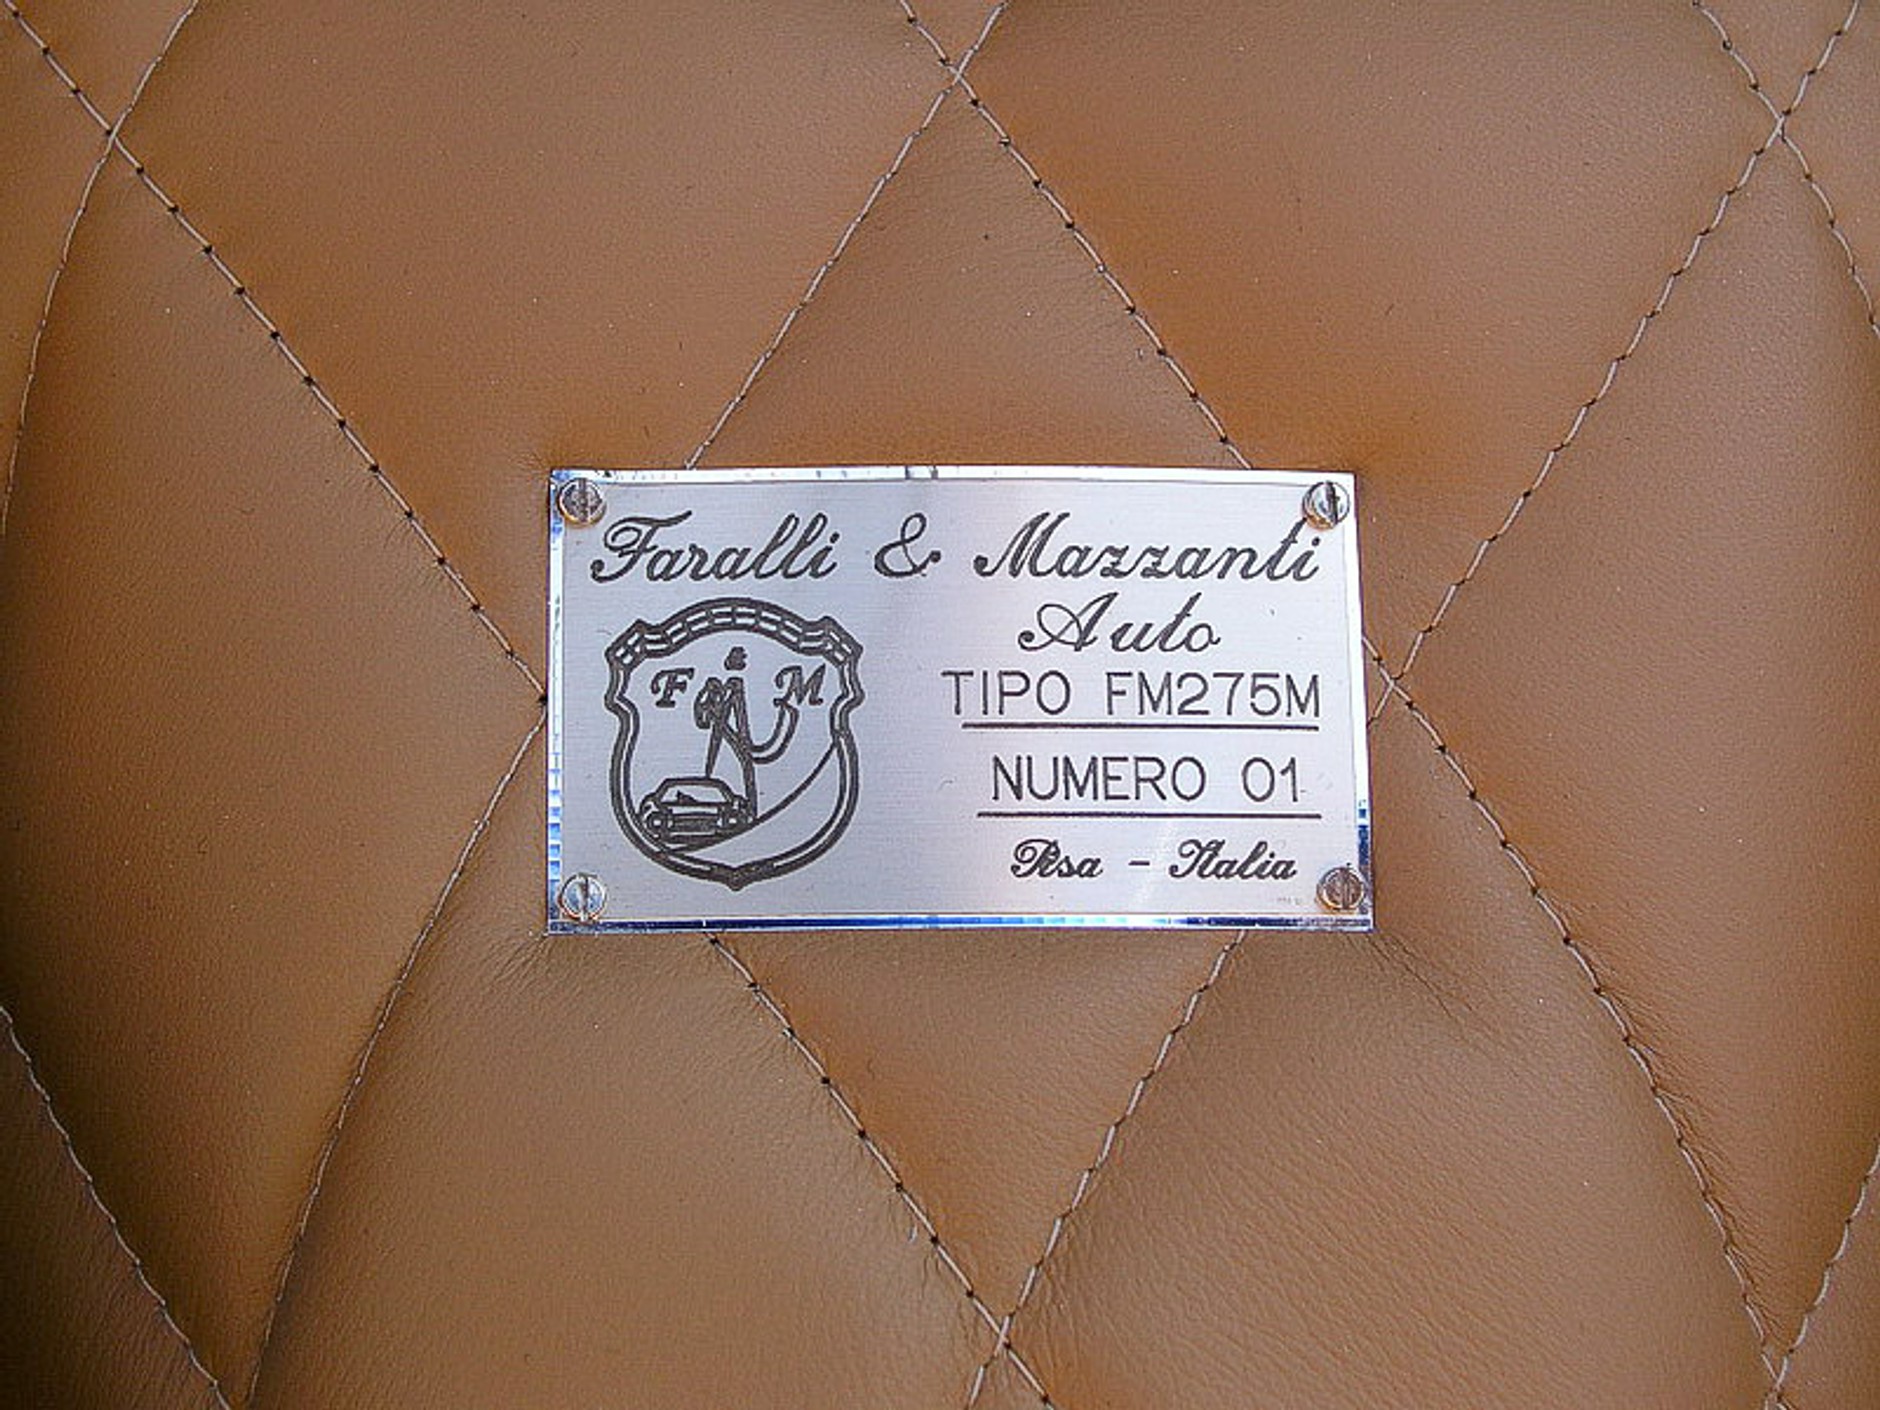 Faralli & Mazzanti
Auto
F & M
TIPO FM275M
NUMERO 01
Pisa - Italia